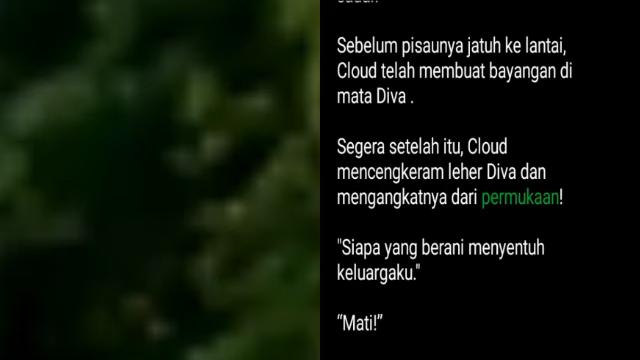 Sebelum pisaunya jatuh ke lantai,
Cloud telah membuat bayangan di
mata Diva .
Segera setelah itu, Cloud
mencengkeram leher Diva dan
mengangkatnya dari permukaan!
"Siapa yang berani menyentuh
keluargaku."
“Mati!”